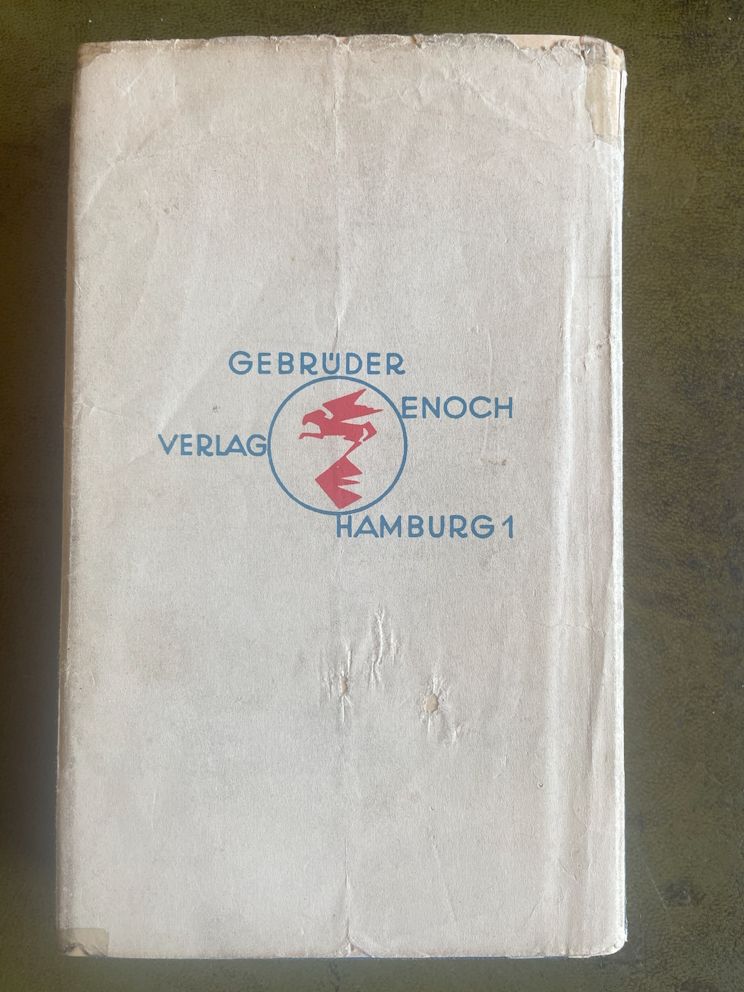 GEBRÜDER
ENOCH
VERLAG
HAMBURG 1